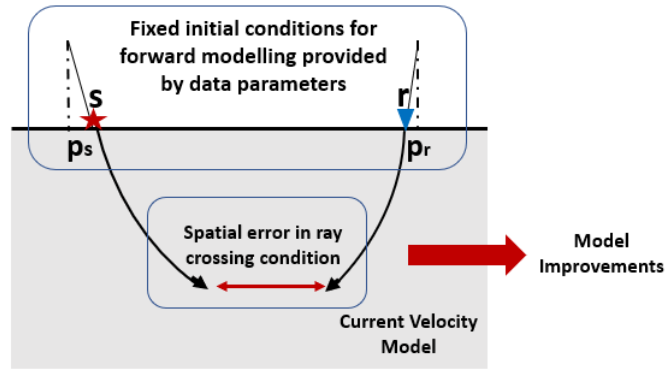 Fixed initial conditions for
forward modelling provided
by data parameters
s
r
ps
pr
Spatial error in ray
crossing condition
Model
Improvements
Current Velocity
Model